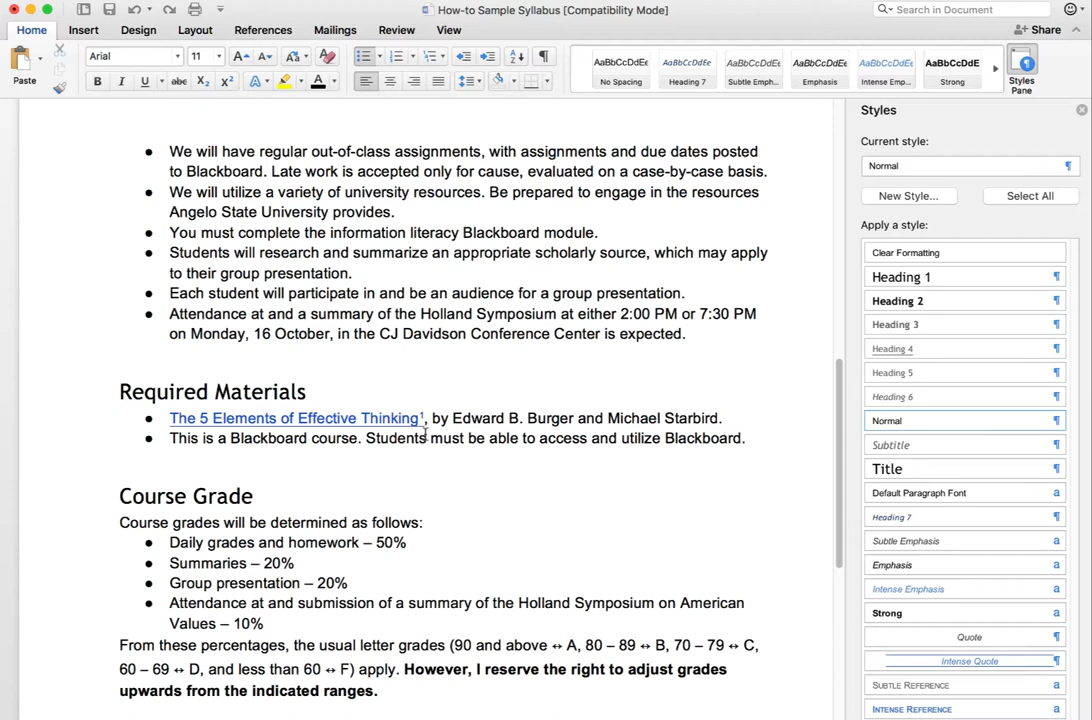 How-to Sample Syllabus [Compatibility Mode]
Search in Document
Home Insert Design Layout References Mailings Review View
Share
Paste
Arial 11
AaBbCcDdEe AaBbCcDdEe AaBbCcDdEe AaBbCcDdEe AaBbCcDdEe AaBbCcDdE
No Spacing Heading 7 Subtle Emph... Emphasis Intense Emp... Strong
Styles
Pane
We will have regular out-of-class assignments, with assignments and due dates posted
to Blackboard. Late work is accepted only for cause, evaluated on a case-by-case basis.
We will utilize a variety of university resources. Be prepared to engage in the resources
Angelo State University provides.
You must complete the information literacy Blackboard module.
Students will research and summarize an appropriate scholarly source, which may apply
to their group presentation.
Each student will participate in and be an audience for a group presentation.
Attendance at and a summary of the Holland Symposium at either 2:00 PM or 7:30 PM
on Monday, 16 October, in the CJ Davidson Conference Center is expected.
Required Materials
The 5 Elements of Effective Thinking¹, by Edward B. Burger and Michael Starbird.
This is a Blackboard course. Students must be able to access and utilize Blackboard.
Course Grade
Course grades will be determined as follows:
Daily grades and homework – 50%
Summaries – 20%
Group presentation – 20%
Attendance at and submission of a summary of the Holland Symposium on American
Values – 10%
From these percentages, the usual letter grades (90 and above ↔ A, 80 – 89 ↔ B, 70 – 79 ↔ C,
60 – 69 ↔ D, and less than 60 ↔ F) apply. However, I reserve the right to adjust grades
upwards from the indicated ranges.
Styles
Current style:
Normal
New Style... Select All
Apply a style:
Clear Formatting
Heading 1
Heading 2
Heading 3
Heading 4
Heading 5
Heading 6
Normal
Subtitle
Title
Default Paragraph Font
Heading 7
Subtle Emphasis
Emphasis
Intense Emphasis
Strong
Quote
Intense Quote
SUBTLE REFERENCE
INTENSE REFERENCE